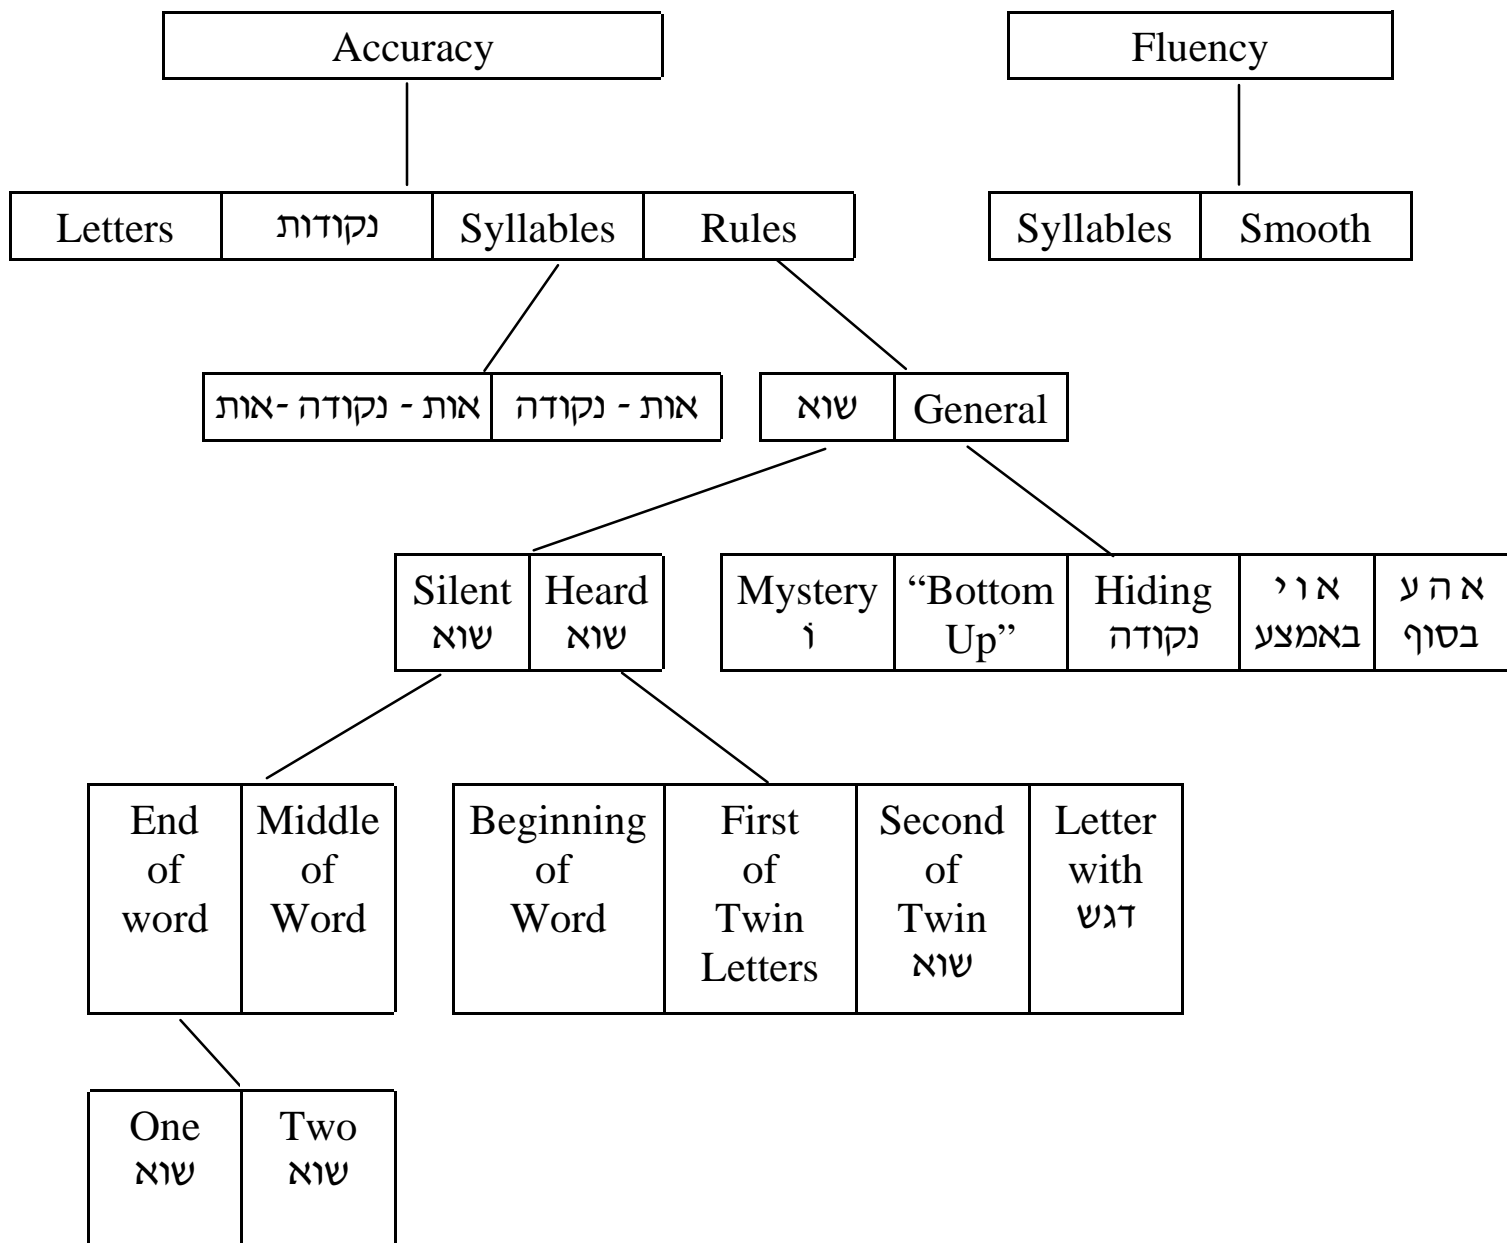 Accuracy
Fluency
Letters
נקודות
Syllables
Rules
Syllables
Smooth
אות - נקודה -אות
אות - נקודה
שוא
General
Silent
שוא
Heard
שוא
Mystery
וֹ
“Bottom
Up”
Hiding
נקודה
א ו י
באמצע
א ה ע
בסוף
End
of
word
Middle
of
Word
Beginning
of
Word
First
of
Twin
Letters
Second
of
Twin
שוא
Letter
with
דגש
One
שוא
Two
שוא